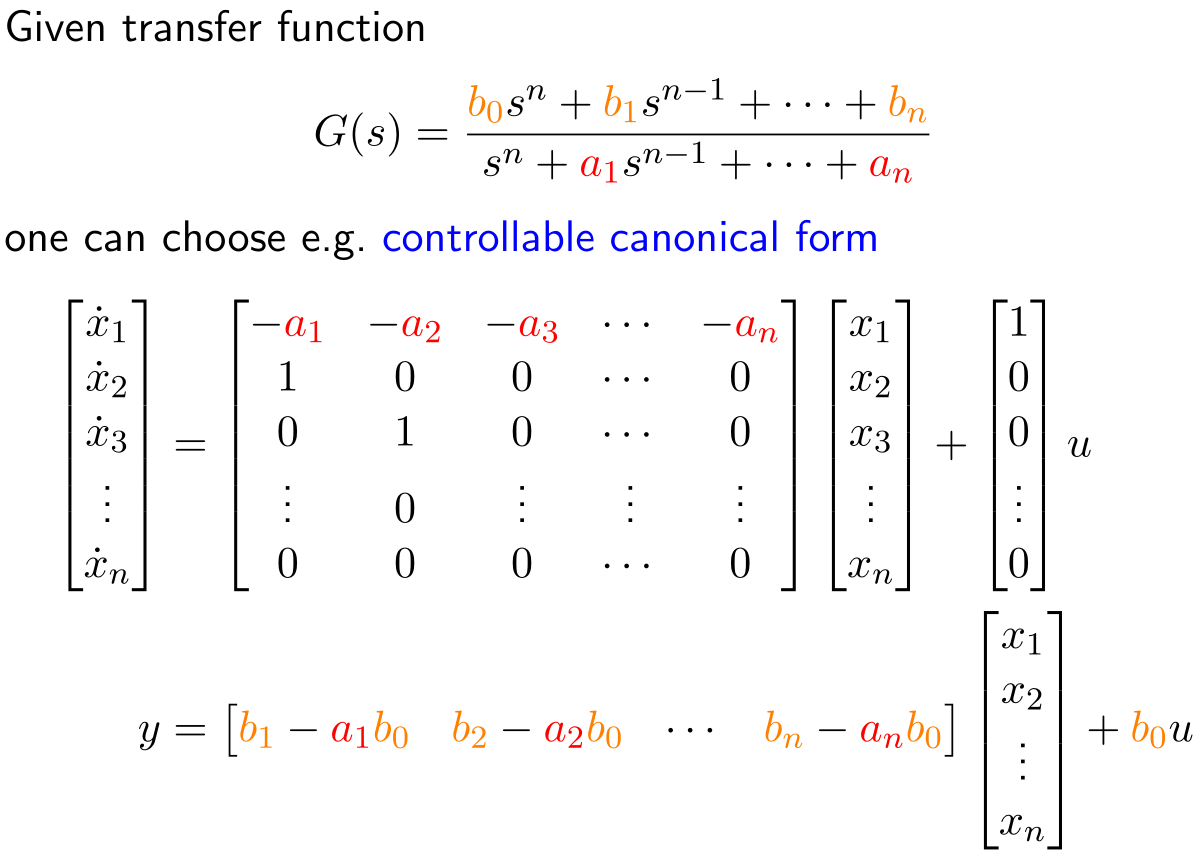 Given transfer function
$$G(s) = \frac{b_0 s^n + b_1 s^{n-1} + \cdots + b_n}{s^n + a_1 s^{n-1} + \cdots + a_n}$$
one can choose e.g. controllable canonical form
$$\begin{bmatrix} \dot{x}_1 \\ \dot{x}_2 \\ \dot{x}_3 \\ \vdots \\ \dot{x}_n \end{bmatrix} = \begin{bmatrix} -a_1 & -a_2 & -a_3 & \cdots & -a_n \\ 1 & 0 & 0 & \cdots & 0 \\ 0 & 1 & 0 & \cdots & 0 \\ \vdots & 0 & \vdots & \vdots & \vdots \\ 0 & 0 & 0 & \cdots & 0 \end{bmatrix} \begin{bmatrix} x_1 \\ x_2 \\ x_3 \\ \vdots \\ x_n \end{bmatrix} + \begin{bmatrix} 1 \\ 0 \\ 0 \\ \vdots \\ 0 \end{bmatrix} u$$
$$y = \begin{bmatrix} b_1 - a_1 b_0 & b_2 - a_2 b_0 & \cdots & b_n - a_n b_0 \end{bmatrix} \begin{bmatrix} x_1 \\ x_2 \\ \vdots \\ x_n \end{bmatrix} + b_0 u$$